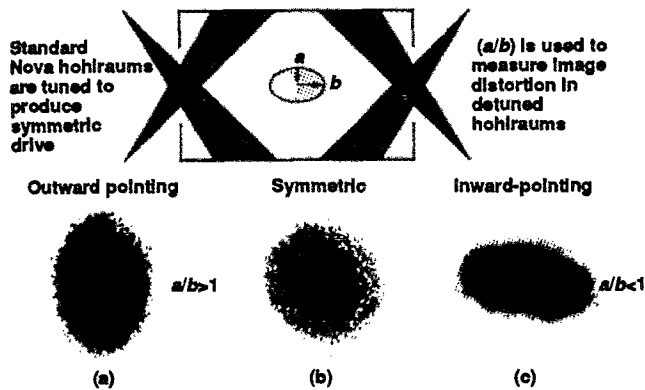 Standard
Nova hohlraums
are tuned to
produce
symmetric
drive
a
b
(a/b) is used to
measure image
distortion in
detuned
hohlraums
Outward pointing
Symmetric
Inward-pointing
a/b>1
a/b<1
(a)
(b)
(c)